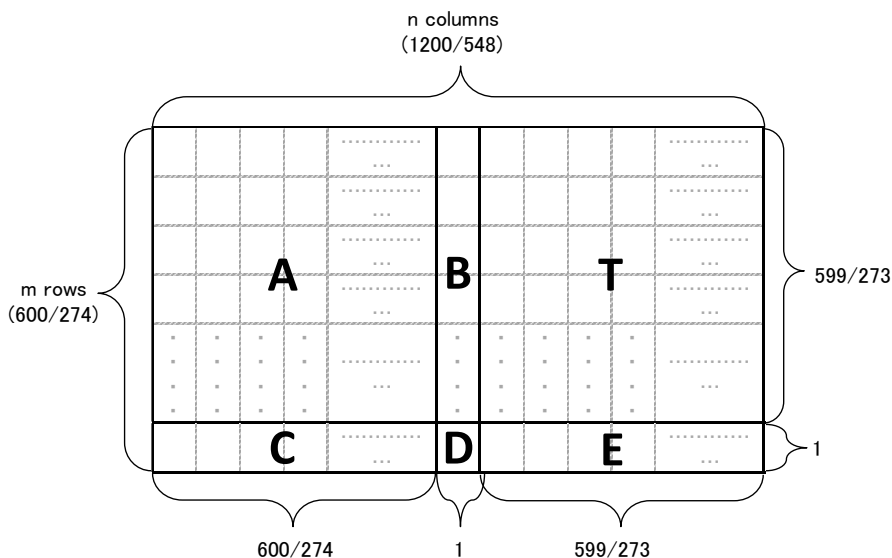 n columns
(1200/548)
m rows
(600/274)
A
B
T
599/273
C
D
E
1
600/274
1
599/273